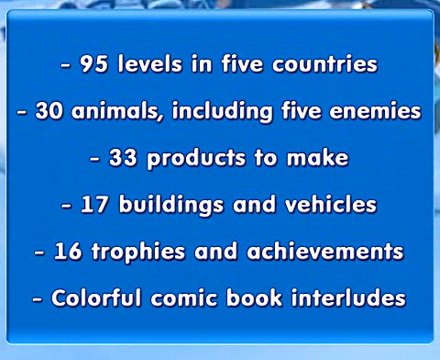 - 95 levels in five countries
- 30 animals, including five enemies
- 33 products to make
- 17 buildings and vehicles
- 16 trophies and achievements
- Colorful comic book interludes